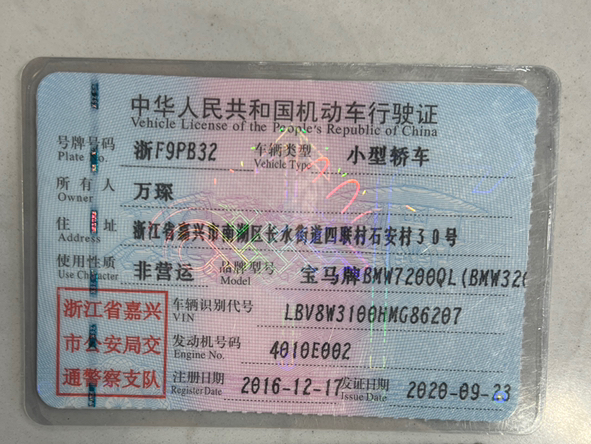 中华人民共和国机动车行驶证
Vehicle License of the People's Republic of China
号牌号码 浙F9PB32 车辆类型 小型轿车
Plate No. Vehicle Type
所有人 万琛
Owner
住址 浙江省嘉兴市南湖区长水街道四联村石安村30号
Address
使用性质 非营运 品牌型号 宝马牌BMW7200QL(BMW320
Use Character Model
浙江省嘉兴
市公安局交
通警察支队
车辆识别代号 LBV8W3100HMG86207
VIN
发动机号码 4010E002
Engine No.
注册日期 2016-12-17 发证日期 2020-09-23
Register Date Issue Date